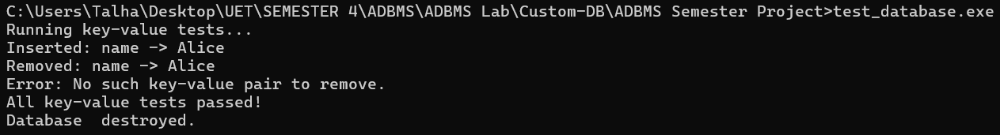 C:\Users\Talha\Desktop\UET\SEMESTER 4\ADBMS\ADBMS Lab\Custom-DB\ADBMS Semester Project>test_database.exe
Running key-value tests...
Inserted: name -> Alice
Removed: name -> Alice
Error: No such key-value pair to remove.
All key-value tests passed!
Database  destroyed.